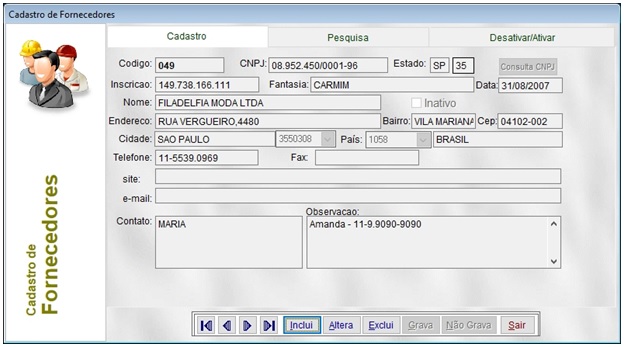 Cadastro de Fornecedores
Cadastro Pesquisa Desativar/Ativar
Codigo: 049 CNPJ: 08.952.450/0001-96 Estado: SP 35 Consulta CNPJ
Inscricao: 149.738.166.111 Fantasia: CARMIM Data: 31/08/2007
Nome: FILADELFIA MODA LTDA Inativo
Endereco: RUA VERGUEIRO,4480 Bairro: VILA MARIANA Cep: 04102-002
Cidade: SAO PAULO 3550308 País: 1058 BRASIL
Telefone: 11-5539.0969 Fax:
site:
e-mail:
Observacao:
Contato: MARIA Amanda - 11-9.9090-9090
Cadastro de
Fornecedores
Inclui Altera Exclui Grava Não Grava Sair